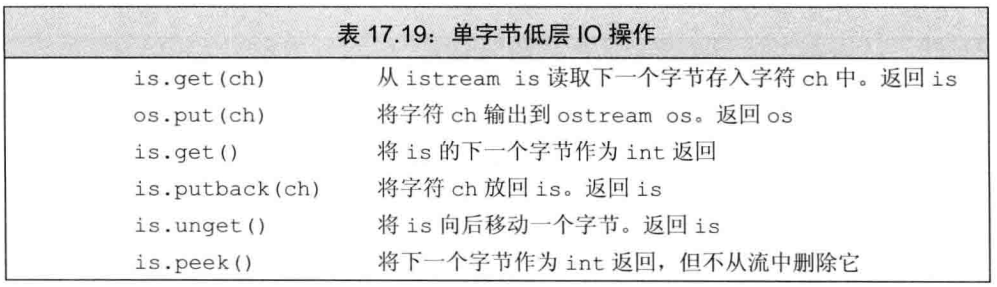 表 17.19：单字节低层 IO 操作
is.get(ch) 从 istream is 读取下一个字节存入字符 ch 中。返回 is
os.put(ch) 将字符 ch 输出到 ostream os。返回 os
is.get() 将 is 的下一个字节作为 int 返回
is.putback(ch) 将字符 ch 放回 is。返回 is
is.unget() 将 is 向后移动一个字节。返回 is
is.peek() 将下一个字节作为 int 返回，但不从流中删除它